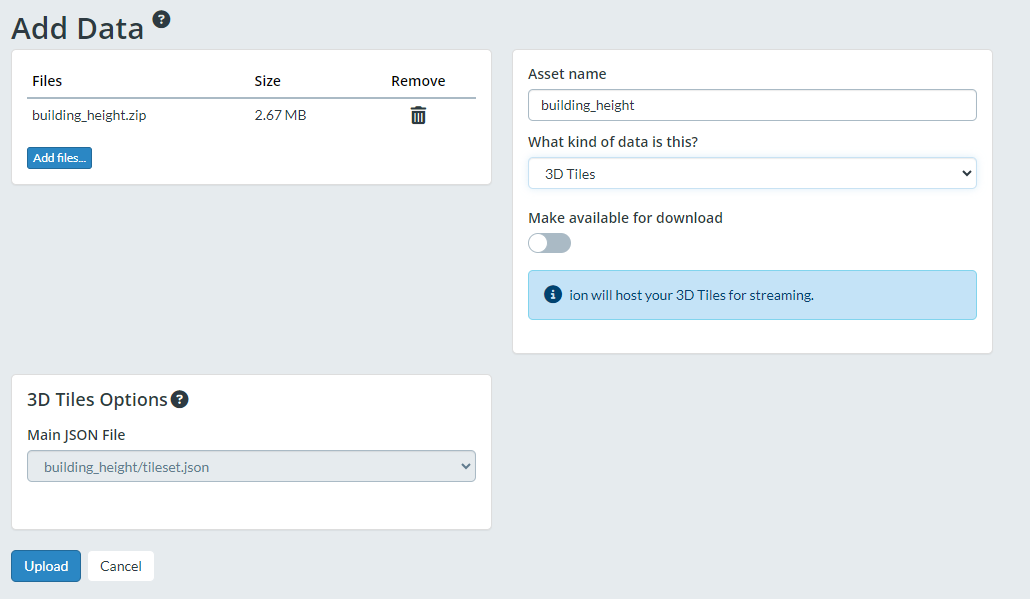 Add Data ?
Files Size Remove
building_height.zip 2.67 MB
Add files...
Asset name
building_height
What kind of data is this?
3D Tiles
Make available for download
ion will host your 3D Tiles for streaming.
3D Tiles Options ?
Main JSON File
building_height/tileset.json
Upload Cancel